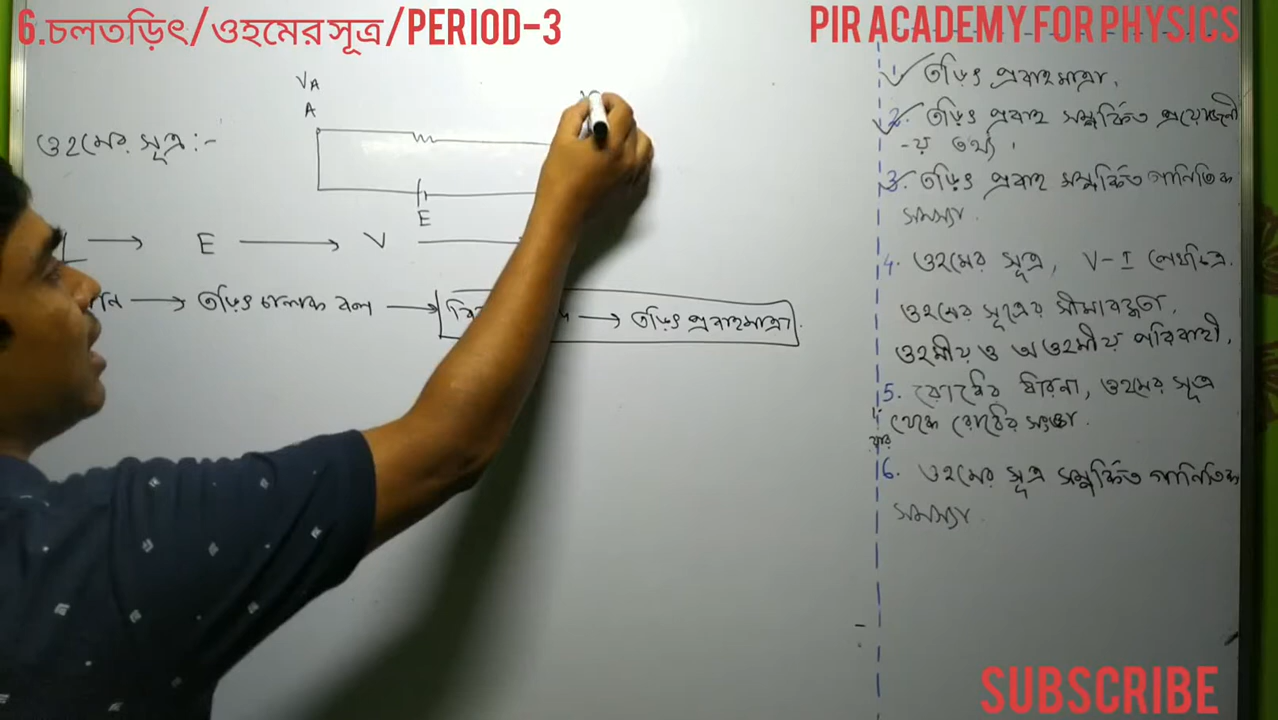 6.চলতড়িৎ/ওহমের সূত্র/PERIOD-3
PIR ACADEMY FOR PHYSICS
VA
A
ওহমের সূত্র:-
E
E → V
→ তড়িৎ চালক বল →
→ তড়িৎ প্রবাহমাত্রা
1. তড়িৎ প্রবাহমাত্রা.
2. তড়িৎ প্রবাহ সম্পর্কিত প্রয়োজনী
-য় তথ্য।
3. তড়িৎ প্রবাহ সম্পর্কিত গানিতিক
সমস্যা.
4. ওহমের সূত্র, V-I লেখচিত্র.
ওহমের সূত্রের সীমাবদ্ধতা.
ওহমীয় ও অওহমীয় পরিবাহী.
5. রোধের ধারনা, ওহমের সূত্র
থেকে রোধের সংজ্ঞা.
6. ওহমের সূত্র সম্পর্কিত গানিতিক
সমস্যা.
SUBSCRIBE